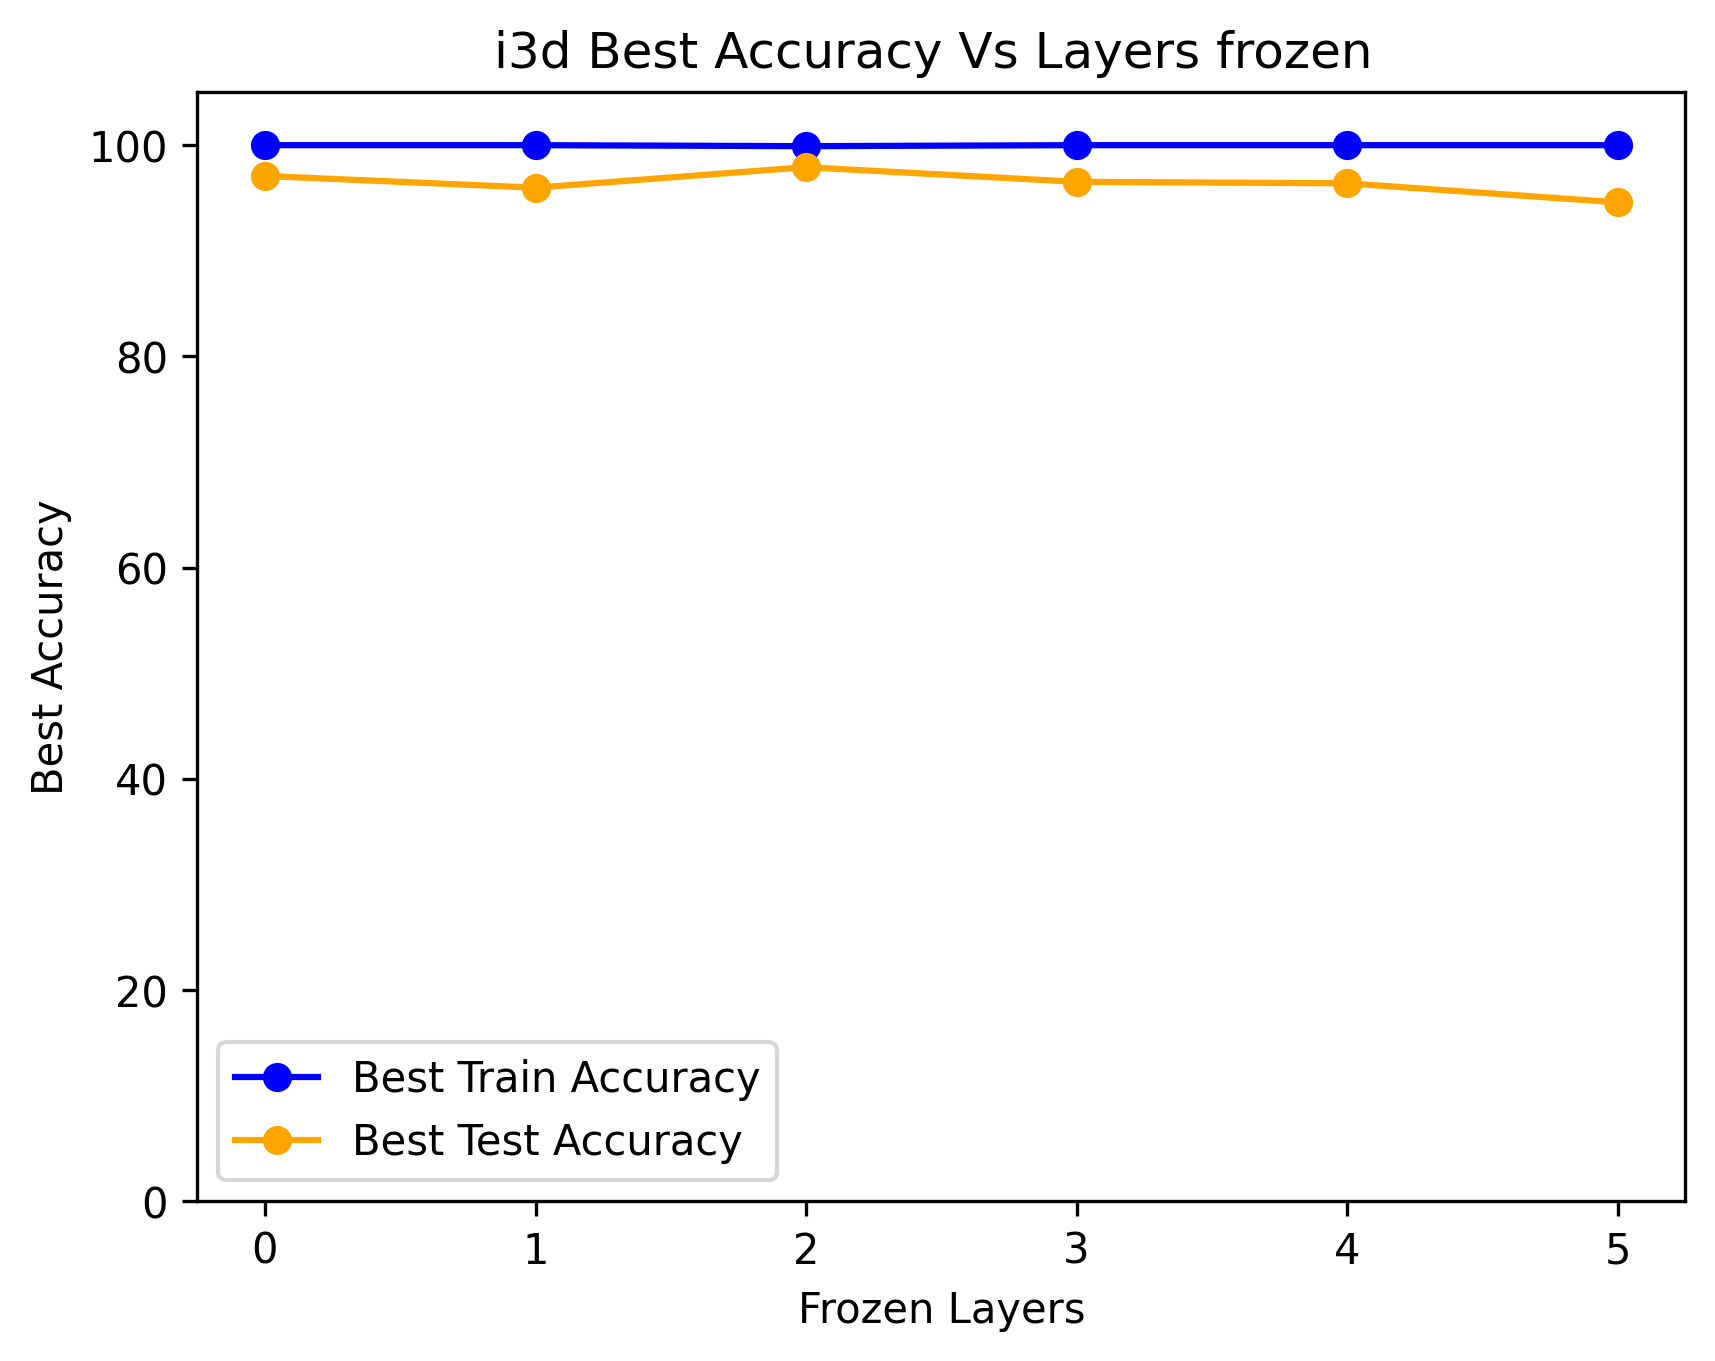 i3d Best Accuracy Vs Layers frozen
100
80
60
40
20
0
Best Accuracy
Best Train Accuracy
Best Test Accuracy
0 1 2 3 4 5
Frozen Layers